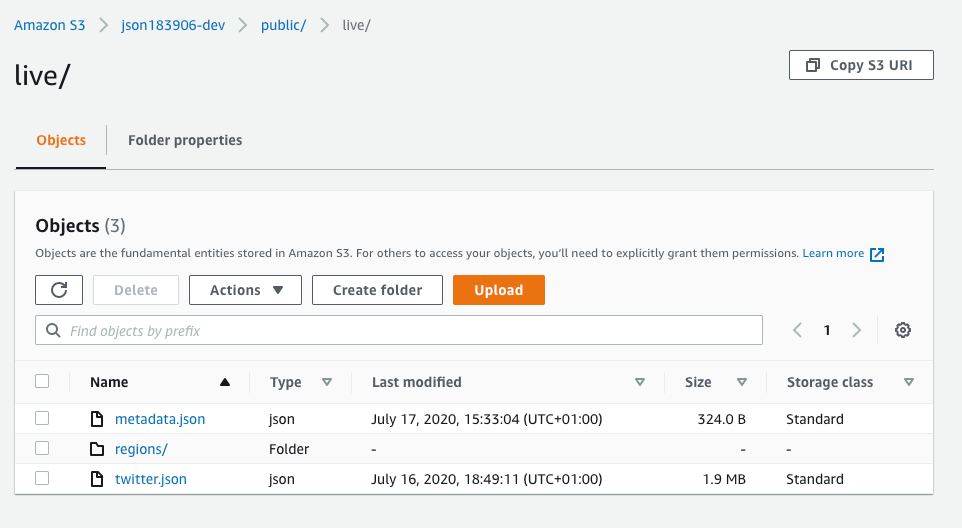 Amazon S3 > json183906-dev > public/ > live/
live/
Copy S3 URI
Objects
Folder properties
Objects (3)
Objects are the fundamental entities stored in Amazon S3. For others to access your objects, you'll need to explicitly grant them permissions. Learn more
Delete Actions Create folder Upload
Find objects by prefix 1
Name Type Last modified Size Storage class
metadata.json json July 17, 2020, 15:33:04 (UTC+01:00) 324.0 B Standard
regions/ Folder - - -
twitter.json json July 16, 2020, 18:49:11 (UTC+01:00) 1.9 MB Standard